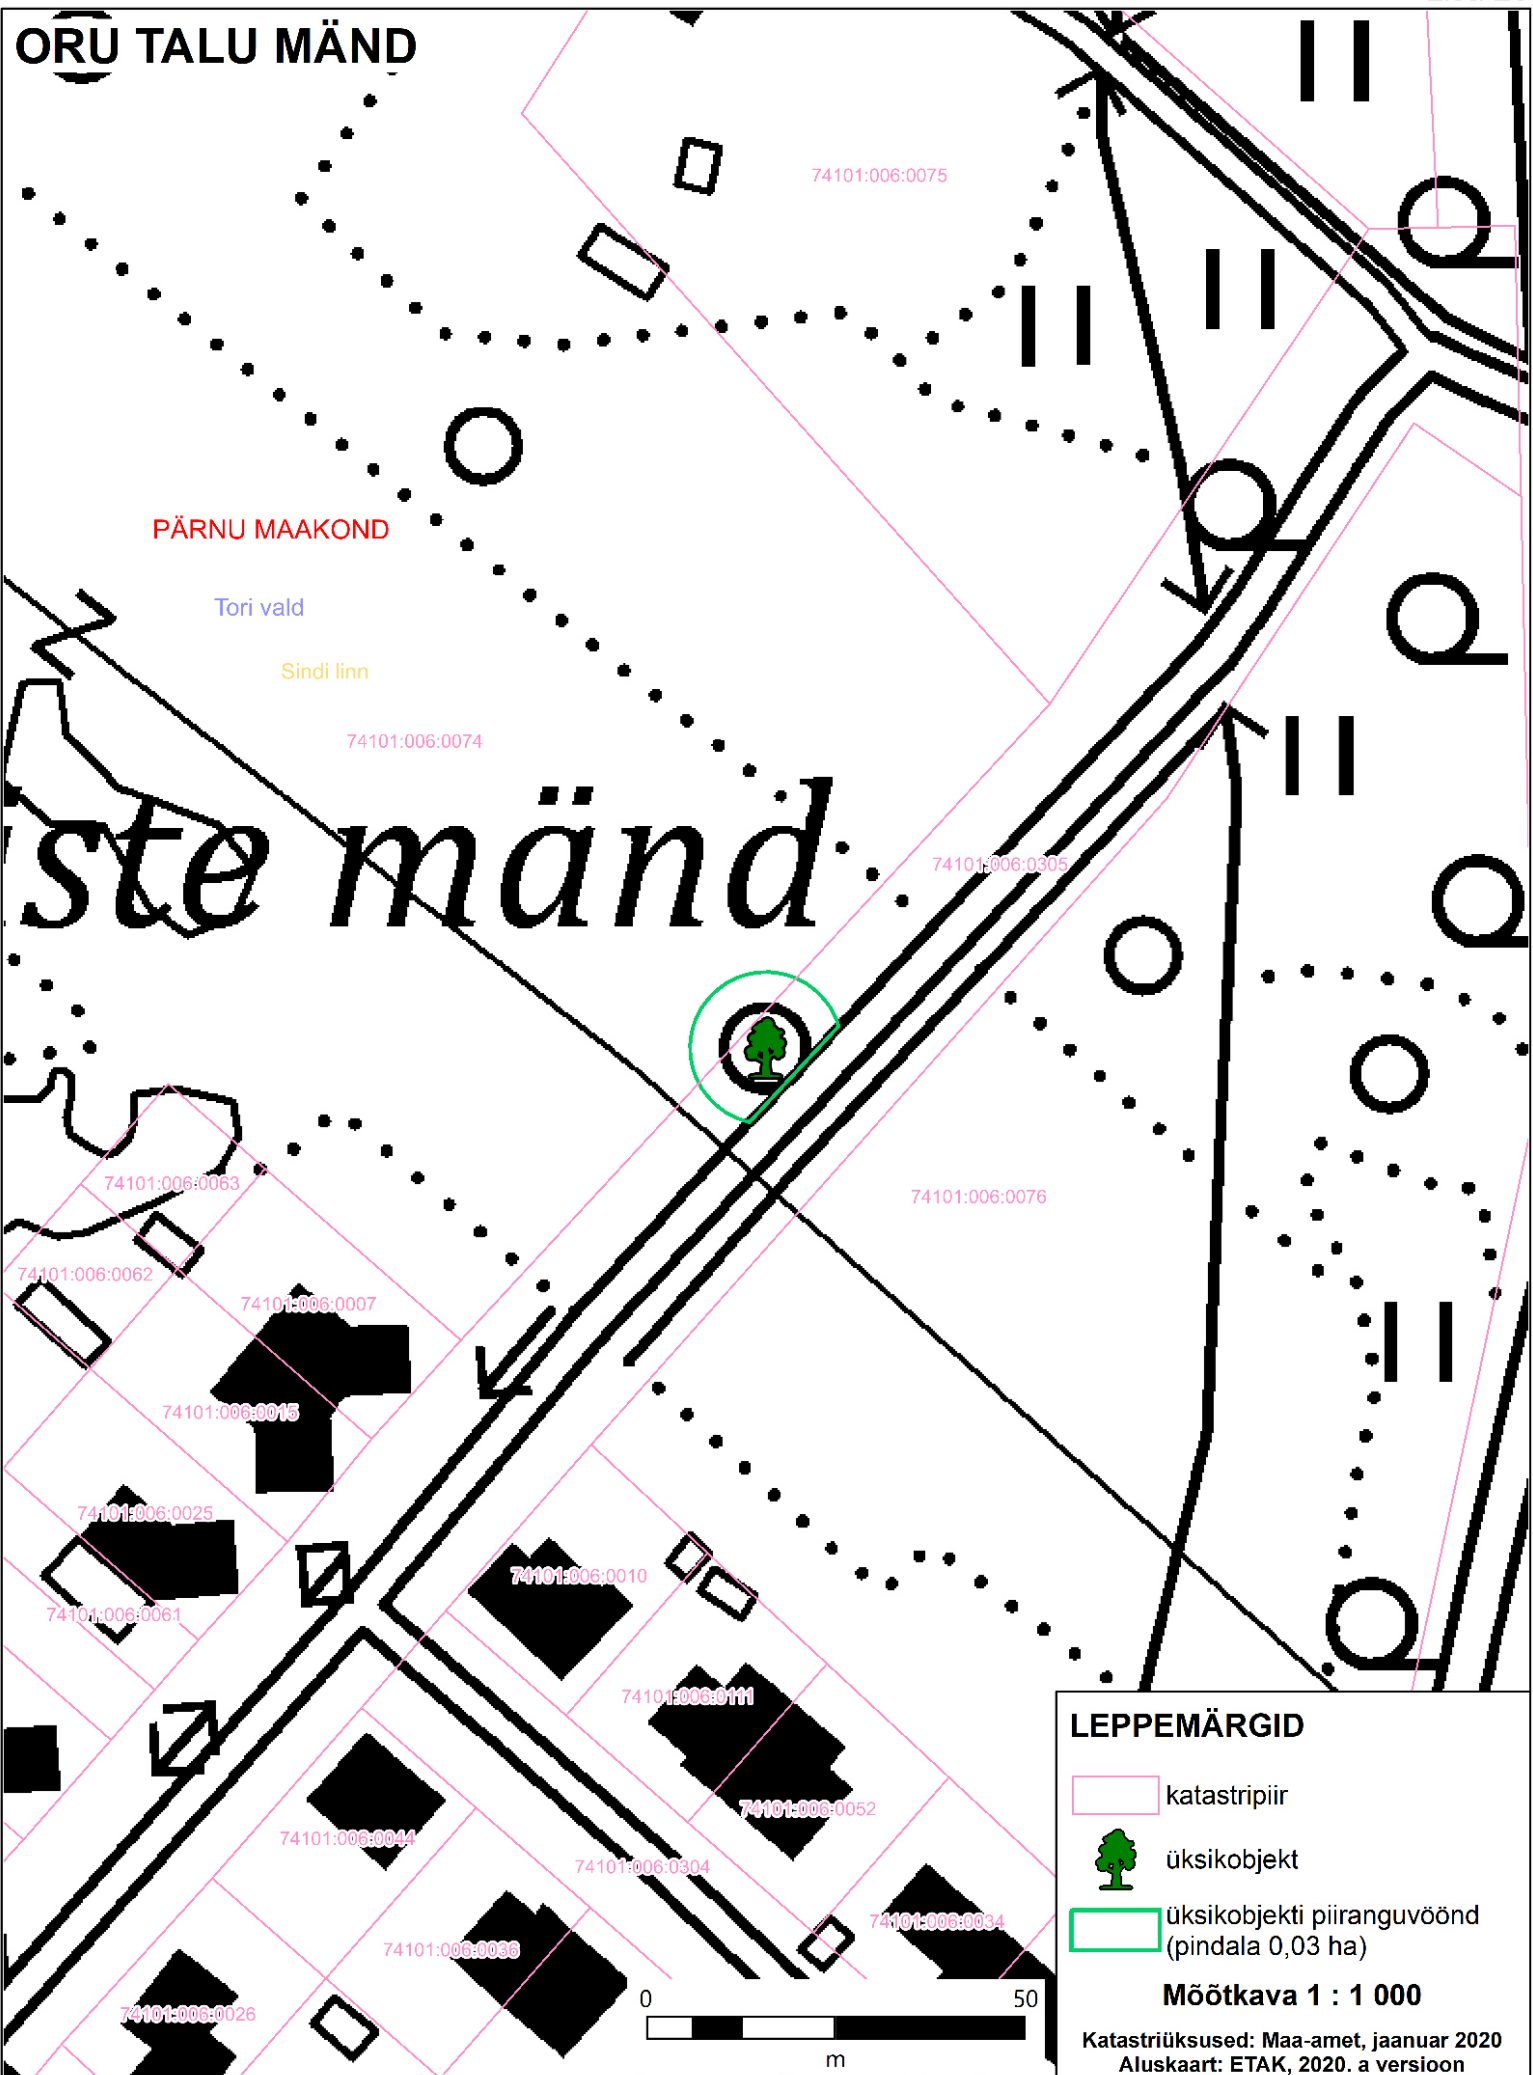 ORU TALU MÄND
74101:006:0075
PÄRNU MAAKOND
Tori vald
Sindi linn
74101:006:0074
mänd
74101:006:0305
74101:006:0063
74101:006:0076
74101:006:0062
74101:006:0007
74101:006:0015
74101:006:0025
74101:006:0010
74101:006:0061
74101:006:0111
74101:006:0052
74101:006:0044
74101:006:0304
74101:006:0034
74101:006:0036
74101:006:0026
0 50
m
LEPPEMÄRGID
katastripiir
üksikobjekt
üksikobjekti piiranguvöönd
(pindala 0,03 ha)
Mõõtkava 1 : 1 000
Katastriüksused: Maa-amet, jaanuar 2020
Aluskaart: ETAK, 2020. a versioon